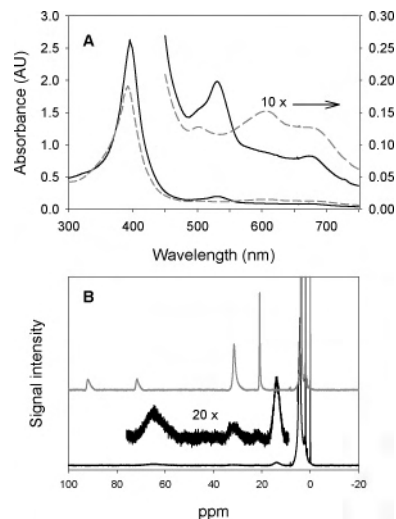 A
10 x
Absorbance (AU)
3.0
2.5
2.0
1.5
1.0
0.5
0.0
0.30
0.25
0.20
0.15
0.10
0.05
0.00
300 400 500 600 700
Wavelength (nm)
B
20 x
Signal intensity
100 80 60 40 20 0 -20
ppm